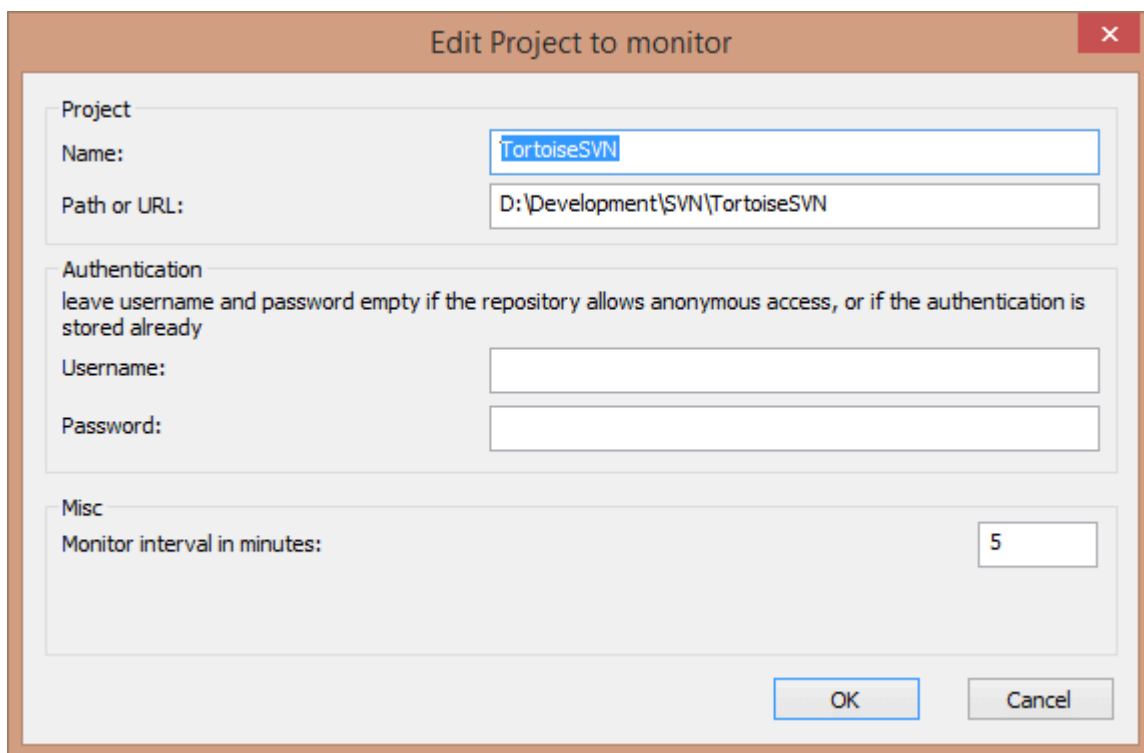 Edit Project to monitor
Project
Name:
TortoiseSVN
Path or URL:
D:\Development\SVN\TortoiseSVN
Authentication
leave username and password empty if the repository allows anonymous access, or if the authentication is
stored already
Username:
Password:
Misc
Monitor interval in minutes:
5
OK
Cancel